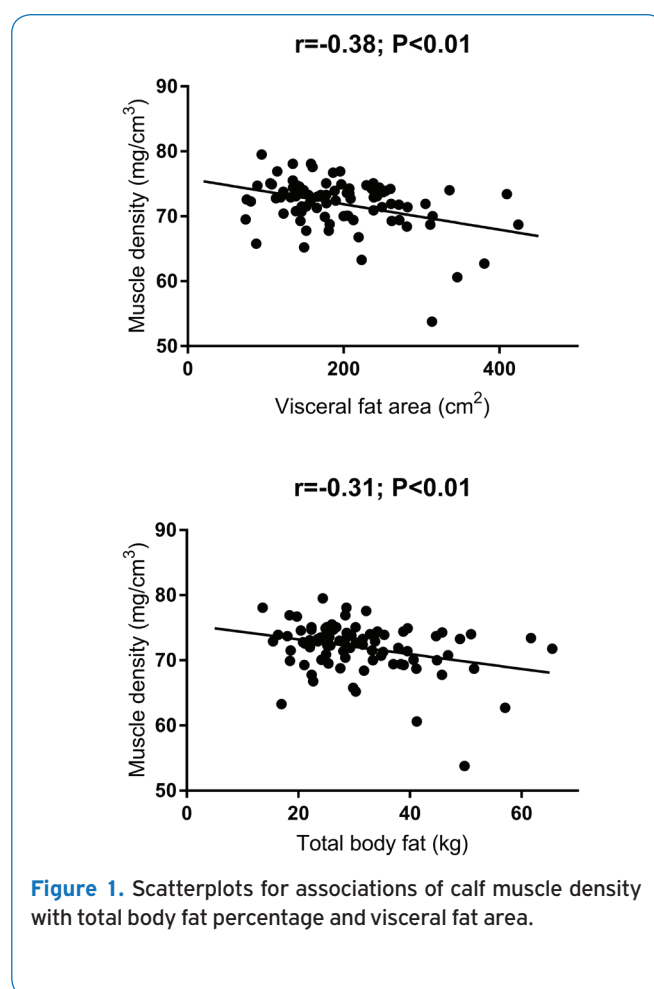 r=-0.38; P<0.01
90
80
70
60
50
Muscle density (mg/cm³)
0
200
400
Visceral fat area (cm²)
r=-0.31; P<0.01
90
80
70
60
50
Muscle density (mg/cm³)
0
20
40
60
Total body fat (kg)
Figure 1. Scatterplots for associations of calf muscle density
with total body fat percentage and visceral fat area.